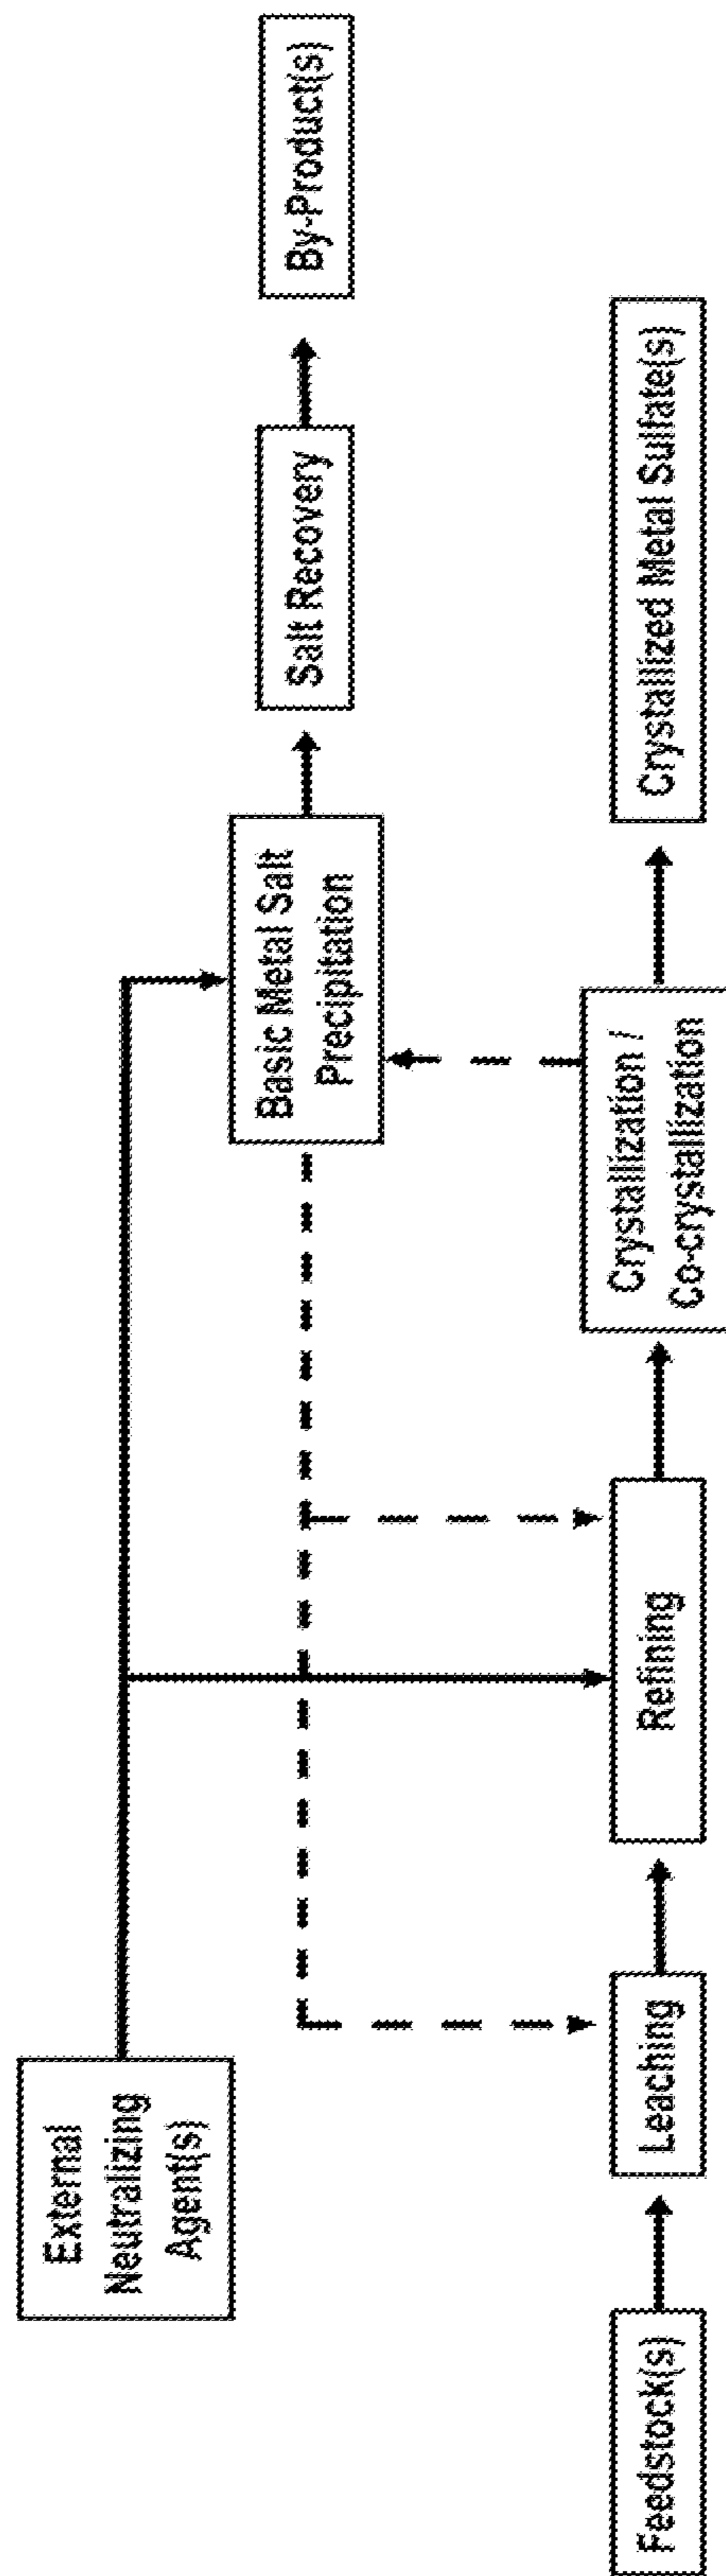 External
Neutralizing
Agent(s)
Basic Metal Salt
Precipitation
Salt Recovery
By-Product(s)
Feedstock(s)
Leaching
Refining
Crystallization /
Co-crystallization
Crystallized Metal Sulfate(s)